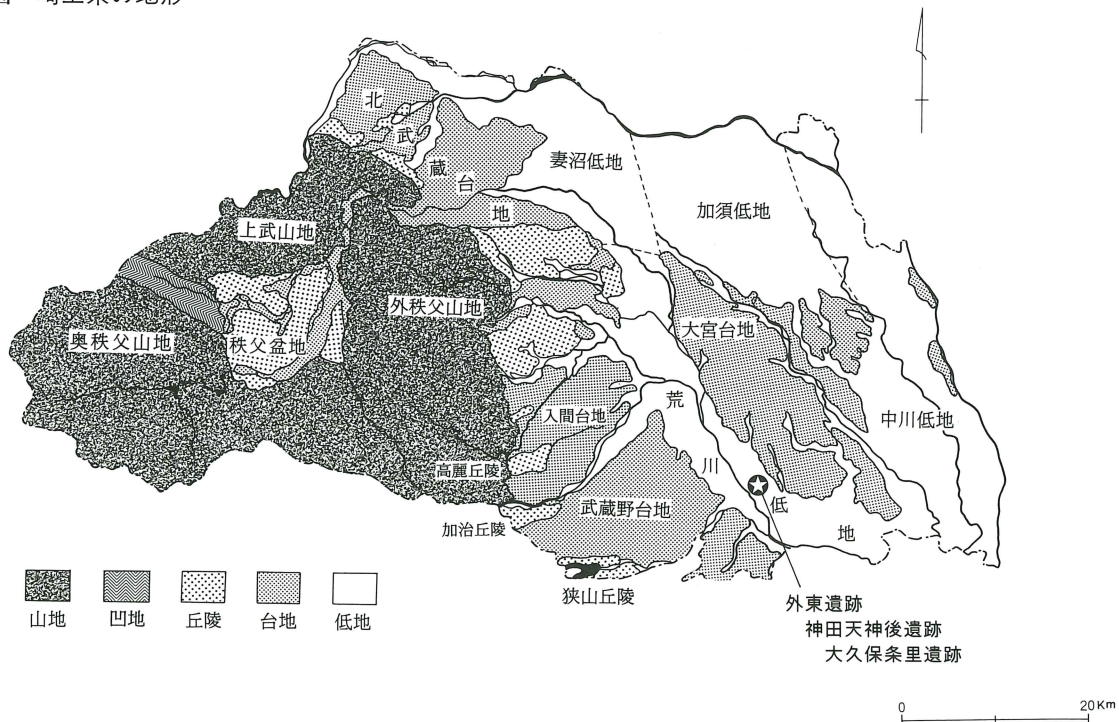 北武蔵台地
妻沼低地
加須低地
上武山地
外秩父山地
大宮台地
奥秩父山地
秩父盆地
入間台地
中川低地
荒川低地
高麗丘陵
武蔵野台地
加治丘陵
狭山丘陵
外東遺跡
神田天神後遺跡
大久保条里遺跡
山地 凹地 丘陵 台地 低地
0 20Km